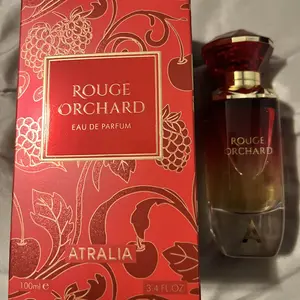 ROUGE
ORCHARD
EAU DE PARFUM
ATRALIA
100ml e
3.4 fl.oz
ROUGE
ORCHARD